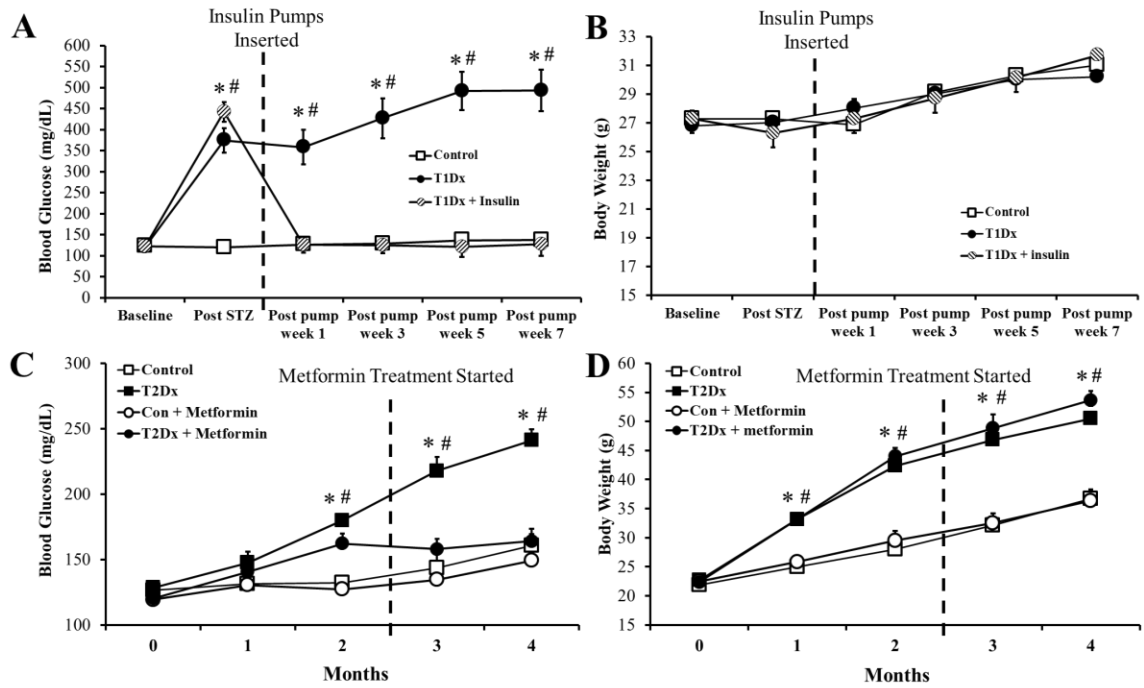 A
Insulin Pumps
Inserted
Blood Glucose (mg/dL)
600
550
500
450
400
350
300
250
200
150
100
50
0
* #
* #
* #
* #
* #
Control
T1Dx
T1Dx + Insulin
Baseline
Post STZ
Post pump
week 1
Post pump
week 3
Post pump
week 5
Post pump
week 7
B
Insulin Pumps
Inserted
Body Weight (g)
33
31
29
27
25
23
21
19
17
15
Control
T1Dx
T1Dx + insulin
Baseline
Post STZ
Post pump
week 1
Post pump
week 3
Post pump
week 5
Post pump
week 7
C
Control
T2Dx
Con + Metformin
T2Dx + Metformin
Metformin Treatment Started
Blood Glucose (mg/dL)
300
250
200
150
100
* #
* #
* #
0
1
2
3
4
Months
D
Control
T2Dx
Con + Metformin
T2Dx + metformin
Metformin Treatment Started
Body Weight (g)
60
55
50
45
40
35
30
25
20
15
* #
* #
* #
* #
0
1
2
3
4
Months